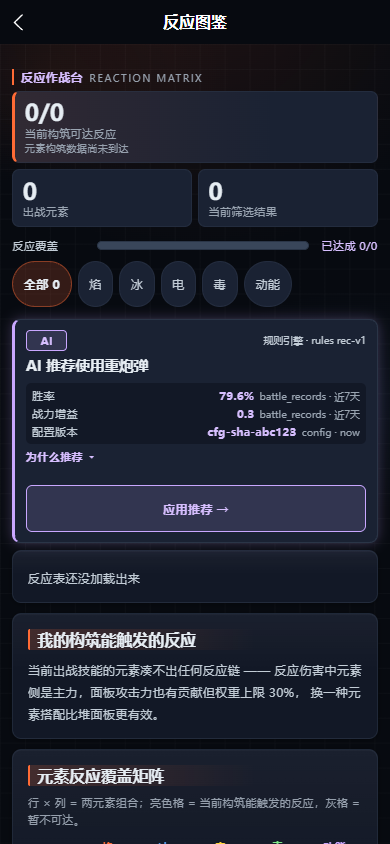 反应图鉴
反应作战台 REACTION MATRIX
0/0
当前构筑可达反应
元素构筑数据尚未到达
0
出战元素
0
当前筛选结果
反应覆盖 已达成 0/0
全部 0 焰 冰 电 毒 动能
AI 规则引擎 · rules rec-v1
AI 推荐使用重炮弹
胜率 79.6% battle_records · 近7天
战力增益 0.3 battle_records · 近7天
配置版本 cfg-sha-abc123 config · now
为什么推荐
应用推荐 →
反应表还没加载出来
我的构筑能触发的反应
当前出战技能的元素凑不出任何反应链 —— 反应伤害中元素
侧是主力，面板攻击力也有贡献但权重上限 30%， 换一种元
素搭配比堆面板更有效。
元素反应覆盖矩阵
行 × 列 = 两元素组合；亮色格 = 当前构筑能触发的反应，灰格 =
暂不可达。